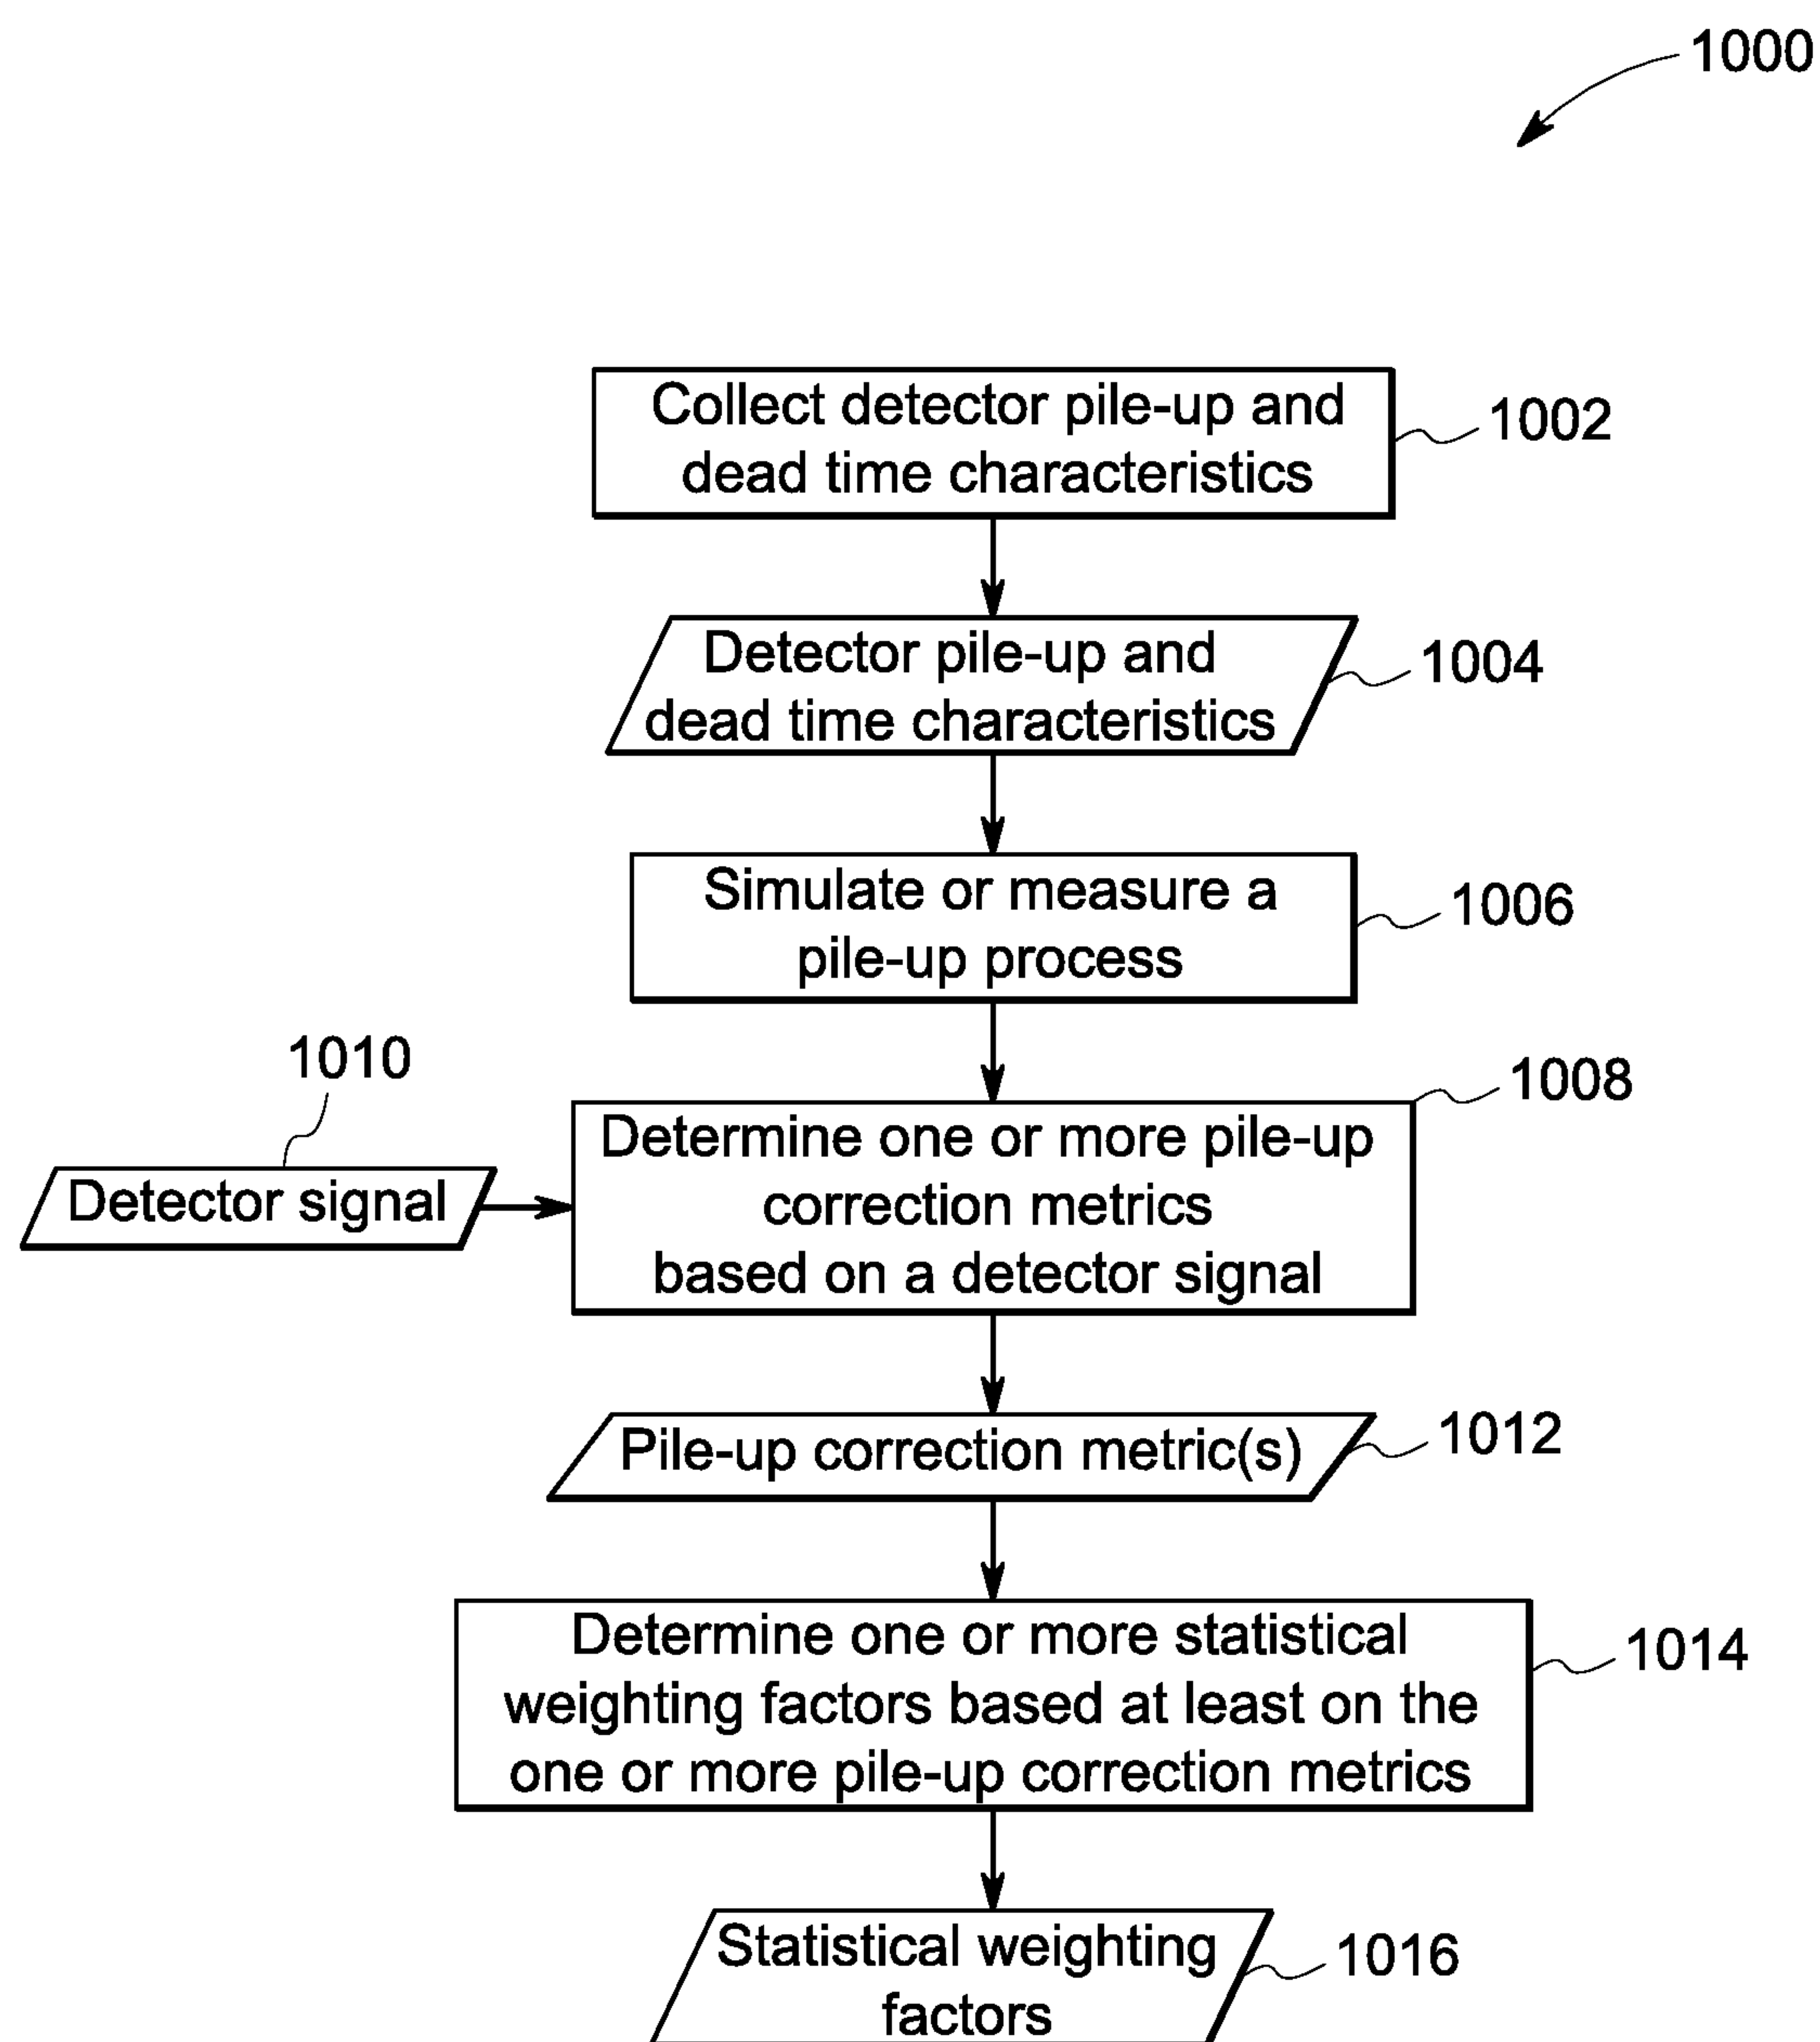 1000
Collect detector pile-up and
dead time characteristics
1002
Detector pile-up and
dead time characteristics
1004
Simulate or measure a
pile-up process
1006
1010
Detector signal
1008
Determine one or more pile-up
correction metrics
based on a detector signal
Pile-up correction metric(s)
1012
Determine one or more statistical
weighting factors based at least on the
one or more pile-up correction metrics
1014
Statistical weighting
factors
1016